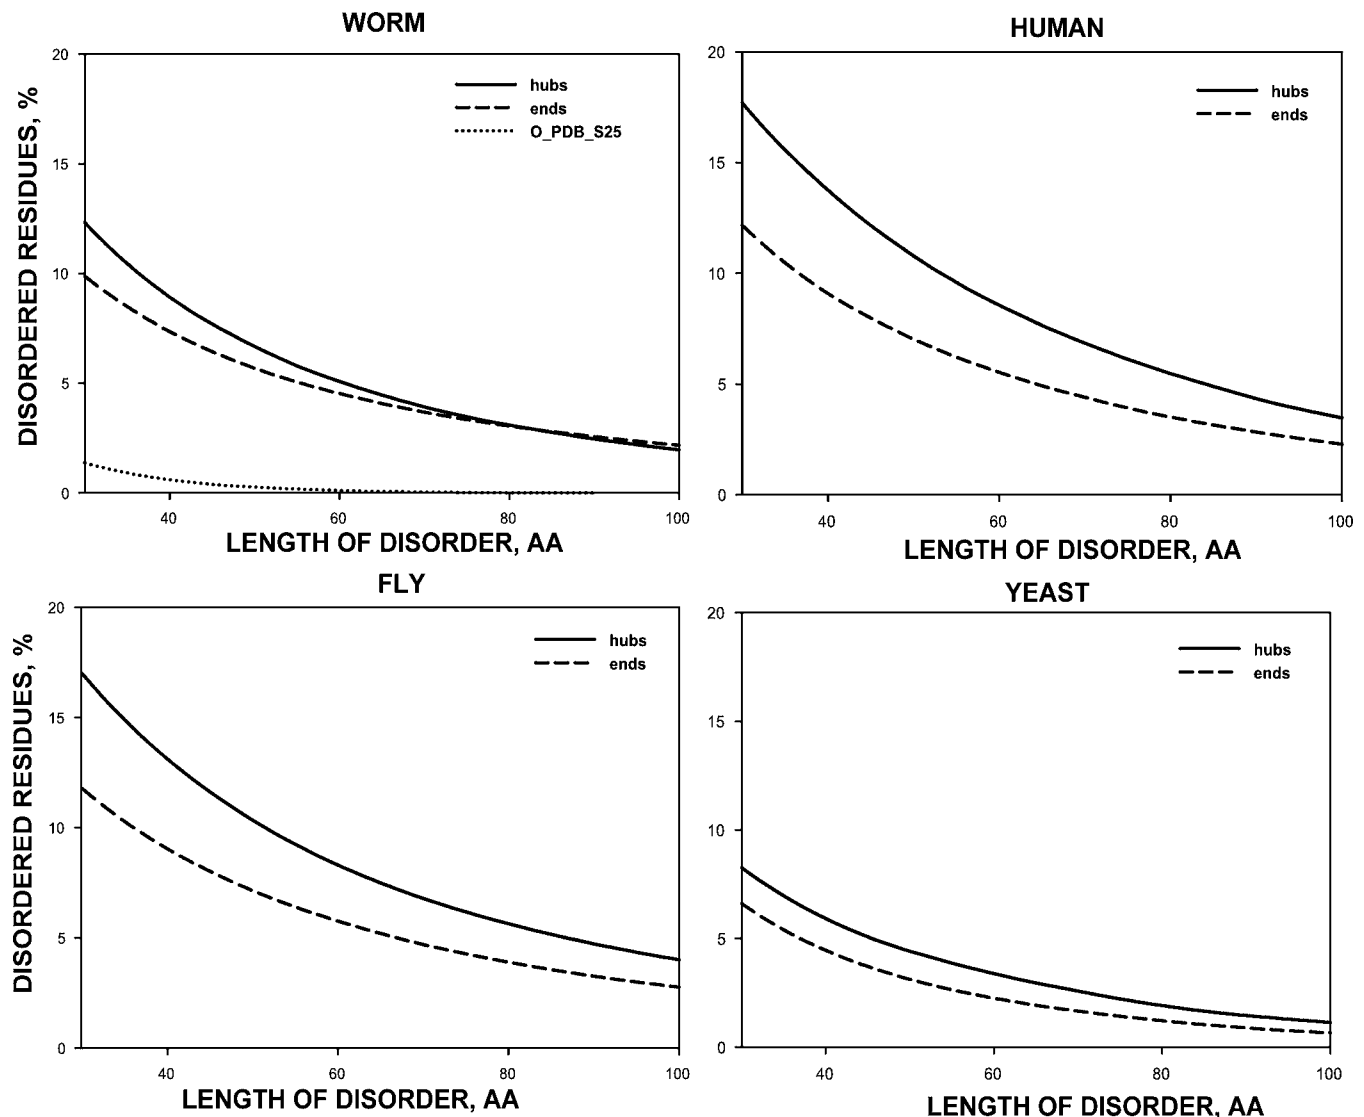 WORM
DISORDERED RESIDUES, %
20
15
10
5
0
hubs
ends
O_PDB_S25
40 60 80 100
LENGTH OF DISORDER, AA
HUMAN
20
15
10
5
0
hubs
ends
40 60 80 100
LENGTH OF DISORDER, AA
FLY
DISORDERED RESIDUES, %
20
15
10
5
0
hubs
ends
40 60 80 100
LENGTH OF DISORDER, AA
YEAST
20
15
10
5
0
hubs
ends
40 60 80 100
LENGTH OF DISORDER, AA